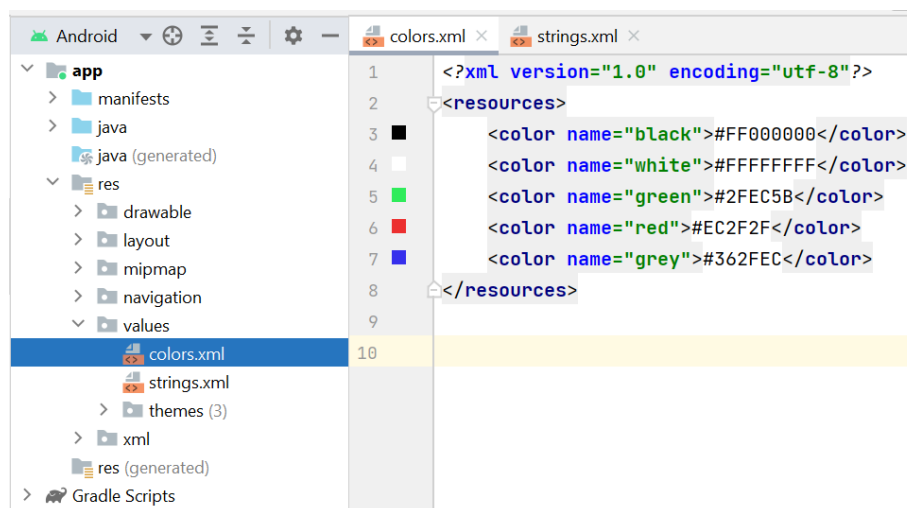 Android
colors.xml
strings.xml
app
manifests
java
java (generated)
res
drawable
layout
mipmap
navigation
values
colors.xml
strings.xml
themes (3)
xml
res (generated)
Gradle Scripts
1 <?xml version="1.0" encoding="utf-8"?>
2 <resources>
3 <color name="black">#FF000000</color>
4 <color name="white">#FFFFFFFF</color>
5 <color name="green">#2FEC5B</color>
6 <color name="red">#EC2F2F</color>
7 <color name="grey">#362FEC</color>
8 </resources>
9
10